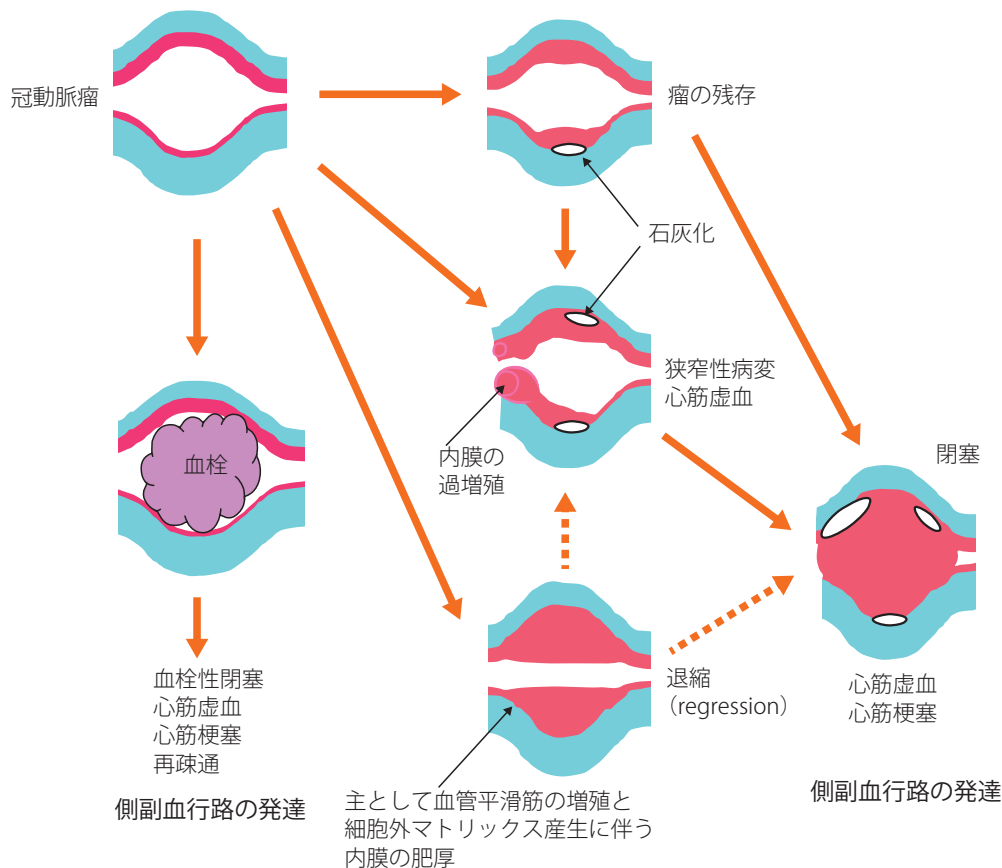 冠動脈瘤
瘤の残存
石灰化
狭窄性病変
心筋虚血
内膜の
過増殖
血栓
閉塞
血栓性閉塞
心筋虚血
心筋梗塞
再疎通
側副血行路の発達
退縮
（regression）
主として血管平滑筋の増殖と
細胞外マトリックス産生に伴う
内膜の肥厚
心筋虚血
心筋梗塞
側副血行路の発達